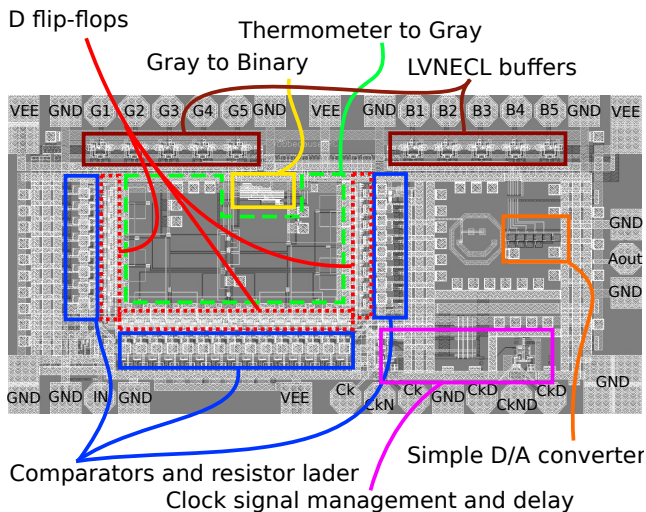 D flip-flops
Thermometer to Gray
Gray to Binary
LVNECL buffers
VEE GND G1 G2 G3 G4 G5 GND VEE GND B1 B2 B3 B4 B5 GND VEE
GND
Aout
GND
GND GND IN GND VEE Ck CkN Ck GND CkD CkND CkD GND
Comparators and resistor lader
Simple D/A converter
Clock signal management and delay